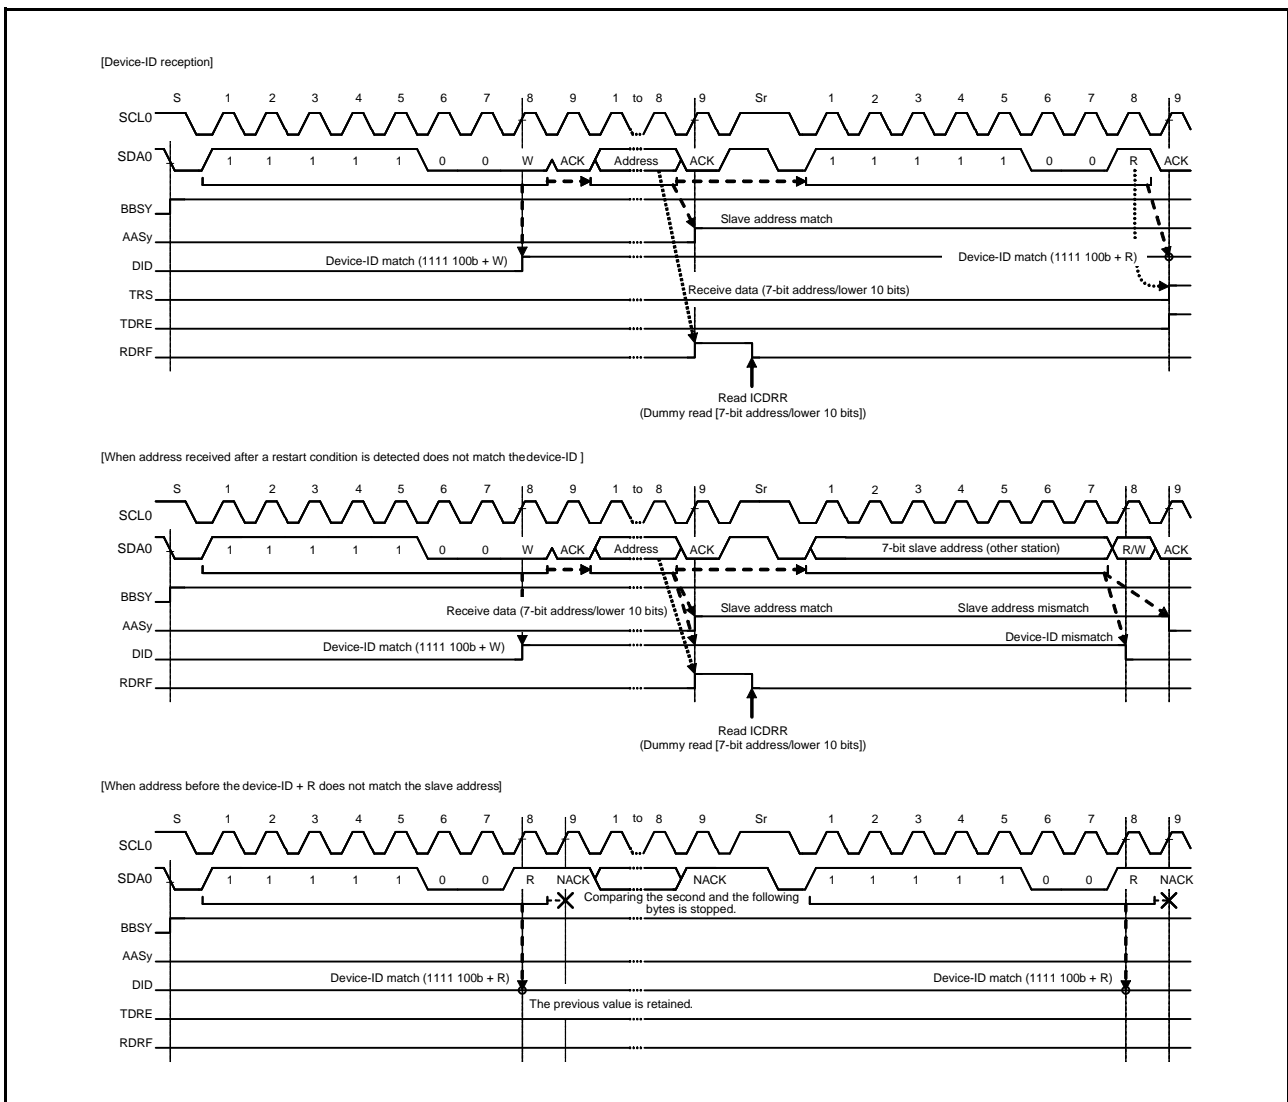 [Device-ID reception]
S 1 2 3 4 5 6 7 8 9 1 to 8 9 Sr 1 2 3 4 5 6 7 8 9
SCL0
SDA0 1 1 1 1 1 0 0 W ACK Address ACK 1 1 1 1 1 0 0 R ACK
BBSY
Slave address match
AASy
Device-ID match (1111 100b + W) Device-ID match (1111 100b + R)
DID
Receive data (7-bit address/lower 10 bits)
TRS
TDRE
RDRF
Read ICDRR
(Dummy read [7-bit address/lower 10 bits])
[When address received after a restart condition is detected does not match thedevice-ID ]
S 1 2 3 4 5 6 7 8 9 1 to 8 9 Sr 1 2 3 4 5 6 7 8 9
SCL0
SDA0 1 1 1 1 1 0 0 W ACK Address ACK 7-bit slave address (other station) R/W ACK
BBSY
Receive data (7-bit address/lower 10 bits) Slave address match Slave address mismatch
AASy
Device-ID match (1111 100b + W) Device-ID mismatch
DID
RDRF
Read ICDRR
(Dummy read [7-bit address/lower 10 bits])
[When address before the device-ID + R does not match the slave address]
S 1 2 3 4 5 6 7 8 9 1 to 8 9 Sr 1 2 3 4 5 6 7 8 9
SCL0
SDA0 1 1 1 1 1 0 0 R NACK NACK 1 1 1 1 1 0 0 R NACK
Comparing the second and the following
bytes is stopped.
BBSY
AASy
Device-ID match (1111 100b + R) Device-ID match (1111 100b + R)
DID
The previous value is retained.
TDRE
RDRF